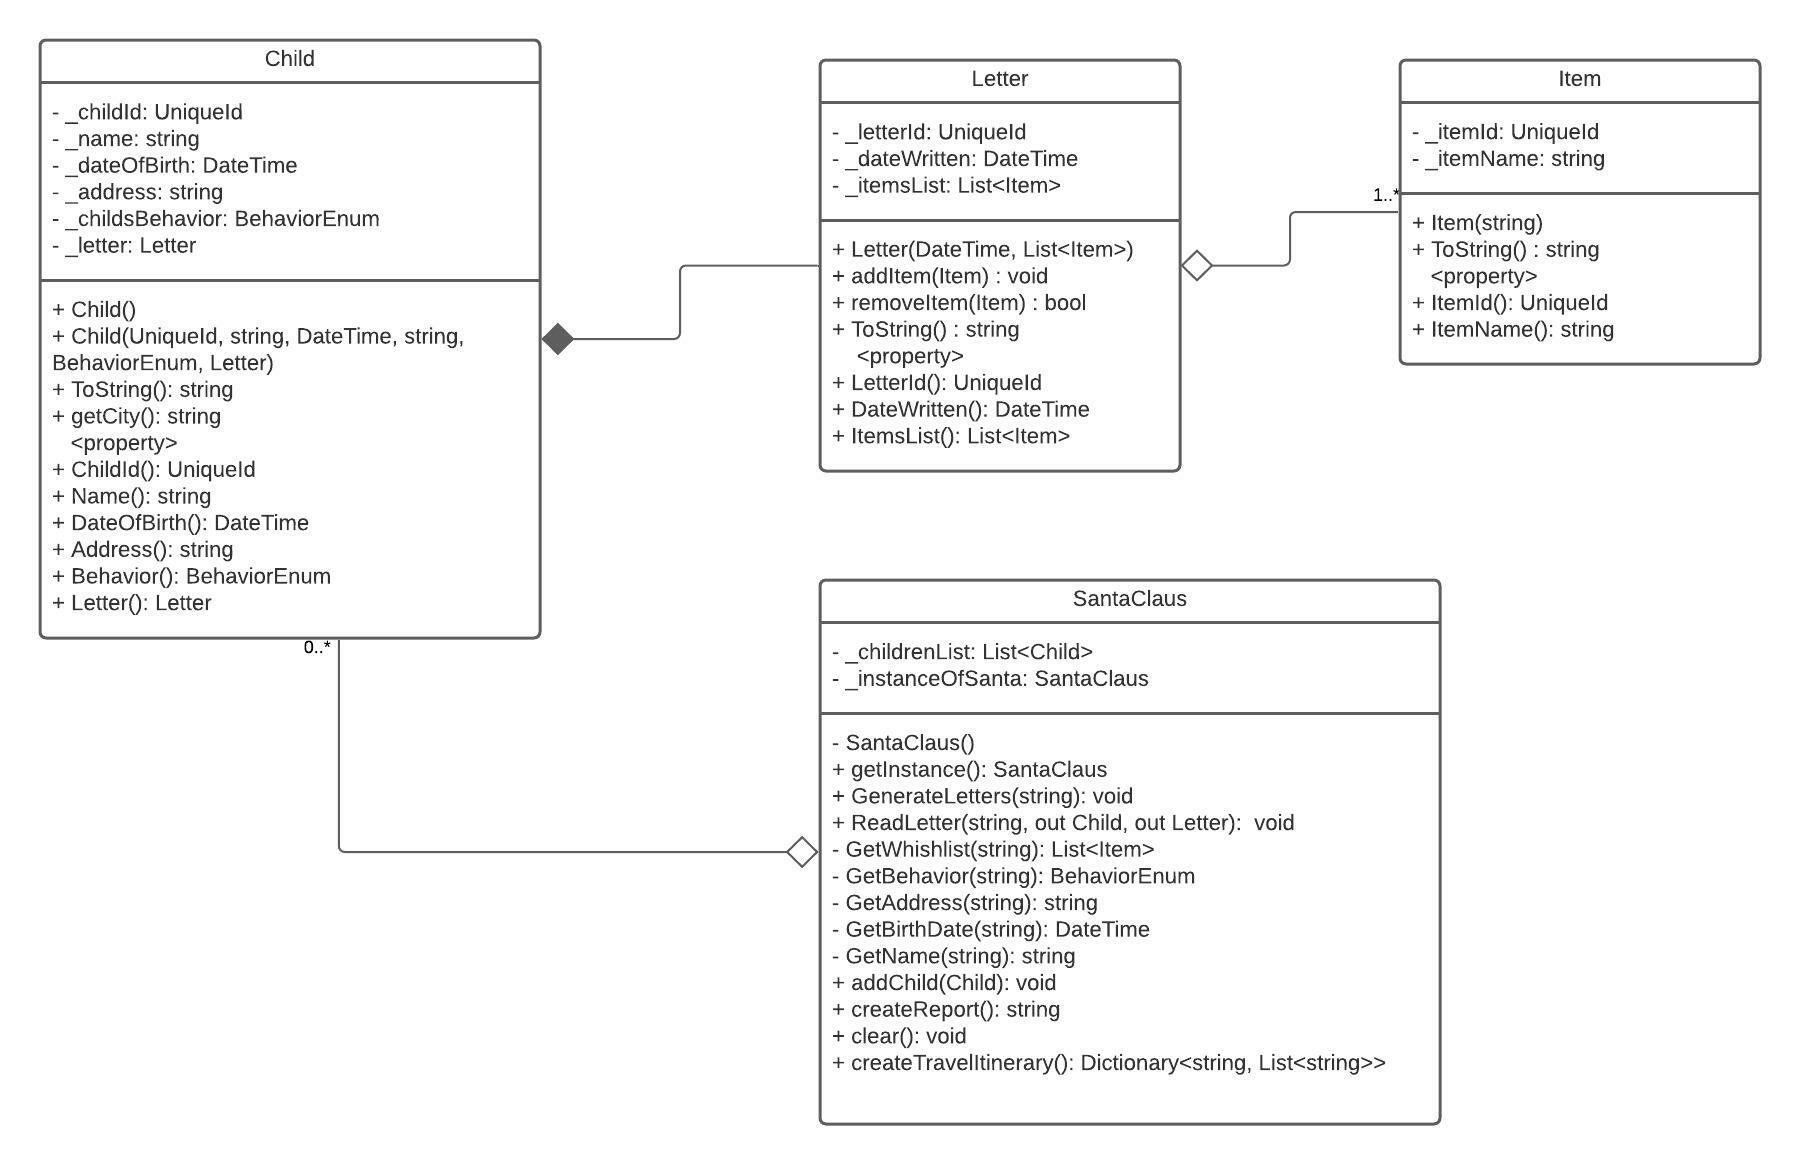 Child
- _childId: UniqueId
- _name: string
- _dateOfBirth: DateTime
- _address: string
- _childsBehavior: BehaviorEnum
- _letter: Letter
+ Child()
+ Child(UniqueId, string, DateTime, string,
BehaviorEnum, Letter)
+ ToString(): string
+ getCity(): string
<property>
+ ChildId(): UniqueId
+ Name(): string
+ DateOfBirth(): DateTime
+ Address(): string
+ Behavior(): BehaviorEnum
+ Letter(): Letter
0..*
Letter
- _letterId: UniqueId
- _dateWritten: DateTime
- _itemsList: List<Item>
+ Letter(DateTime, List<Item>)
+ addItem(Item) : void
+ removeItem(Item) : bool
+ ToString() : string
<property>
+ LetterId(): UniqueId
+ DateWritten(): DateTime
+ ItemsList(): List<Item>
1..*
Item
- _itemId: UniqueId
- _itemName: string
+ Item(string)
+ ToString() : string
<property>
+ ItemId(): UniqueId
+ ItemName(): string
SantaClaus
- _childrenList: List<Child>
- _instanceOfSanta: SantaClaus
- SantaClaus()
+ getInstance(): SantaClaus
+ GenerateLetters(string): void
+ ReadLetter(string, out Child, out Letter):  void
- GetWhishlist(string): List<Item>
- GetBehavior(string): BehaviorEnum
- GetAddress(string): string
- GetBirthDate(string): DateTime
- GetName(string): string
+ addChild(Child): void
+ createReport(): string
+ clear(): void
+ createTravelItinerary(): Dictionary<string, List<string>>